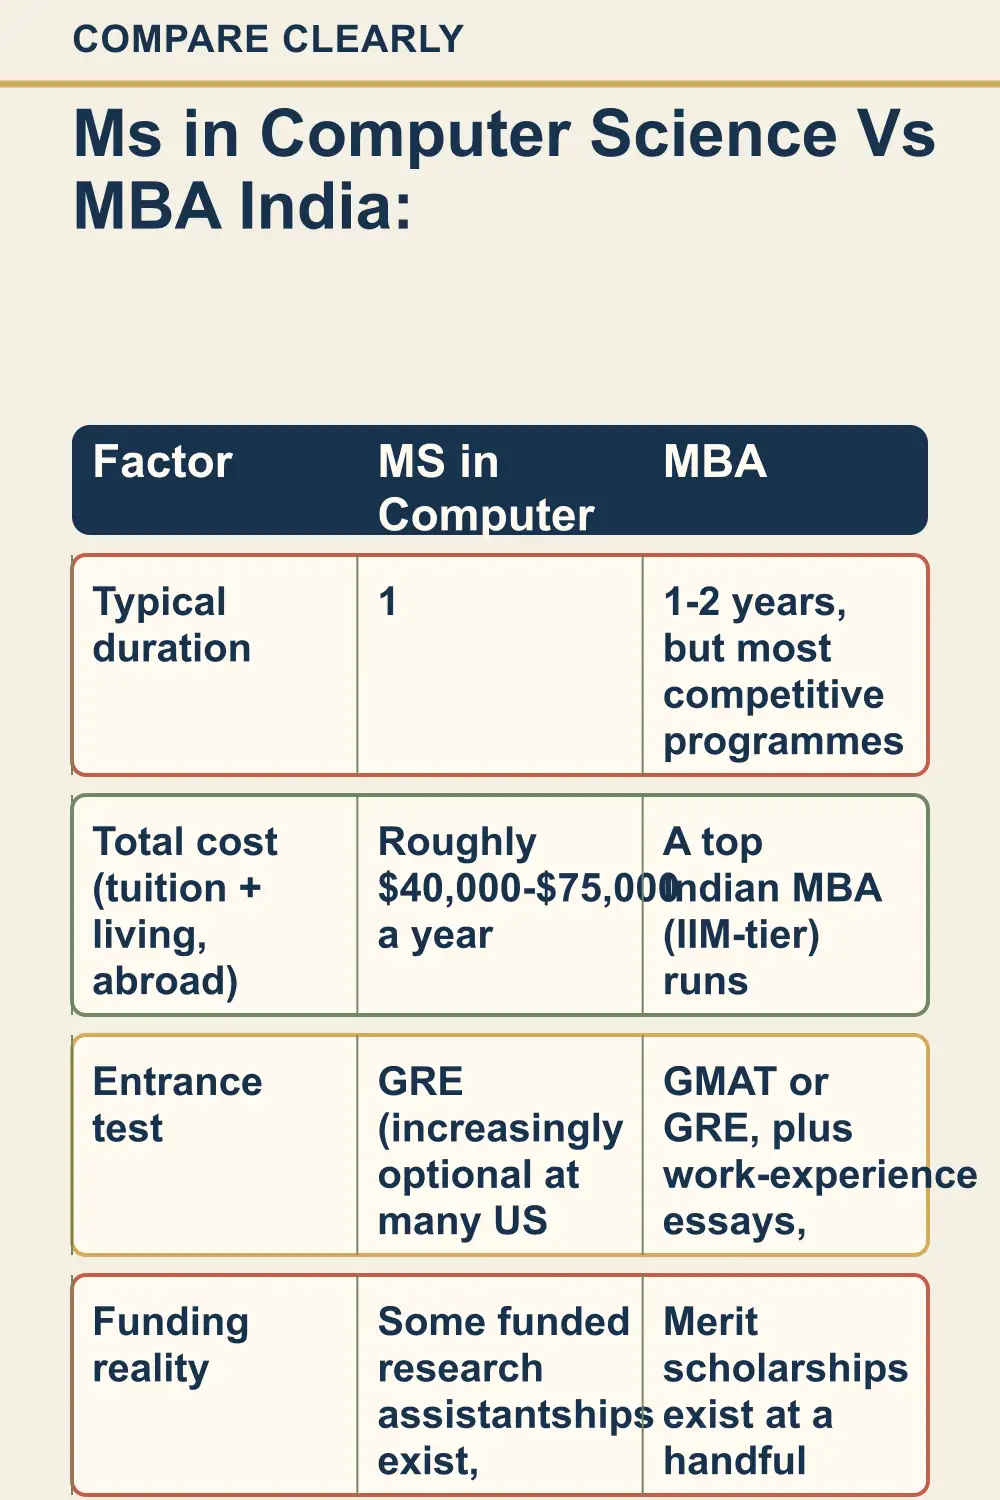 COMPARE CLEARLY
Ms in Computer Science Vs
MBA India:
Factor
MS in
Computer
MBA
Typical
duration
1
1-2 years,
but most
competitive
programmes
Total cost
(tuition +
living,
abroad)
Roughly
$40,000-$75,000
a year
A top
Indian MBA
(IIM-tier)
runs
Entrance
test
GRE
(increasingly
optional at
many US
GMAT or
GRE, plus
work-experience
essays,
Funding
reality
Some funded
research
assistantships
exist,
Merit
scholarships
exist at a
handful